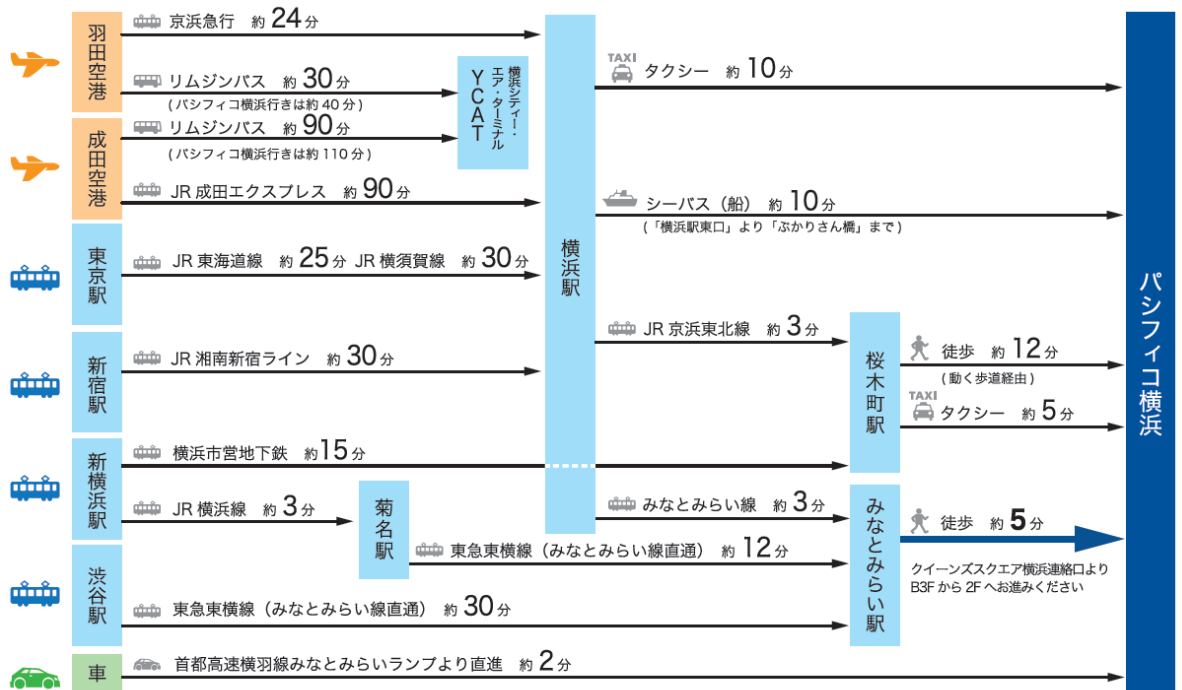 羽田空港
京浜急行 約24分
リムジンバス 約30分
(パシフィコ横浜行きは約40分)
成田空港
リムジンバス 約90分
(パシフィコ横浜行きは約110分)
JR成田エクスプレス 約90分
横浜シティー・
エア・ターミナル
YCAT
東京駅
JR東海道線 約25分 JR横須賀線 約30分
新宿駅
JR湘南新宿ライン 約30分
新横浜駅
横浜市営地下鉄 約15分
JR横浜線 約3分
菊名駅
東急東横線(みなとみらい線直通) 約12分
渋谷駅
東急東横線(みなとみらい線直通) 約30分
車
首都高速横羽線みなとみらいランプより直進 約2分
横浜駅
TAXI
タクシー 約10分
シーバス(船) 約10分
(「横浜駅東口」より「ぷかりさん橋」まで)
JR京浜東北線 約3分
みなとみらい線 約3分
桜木町駅
徒歩 約12分
(動く歩道経由)
TAXI
タクシー 約5分
みなとみらい駅
徒歩 約5分
クイーンズスクエア横浜連絡口より
B3Fから2Fへお進みください
パシフィコ横浜